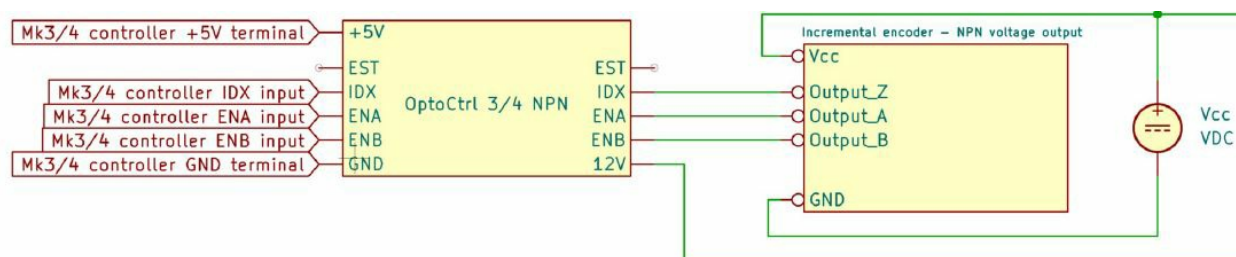 Mk3/4 controller +5V terminal
Mk3/4 controller IDX input
Mk3/4 controller ENA input
Mk3/4 controller ENB input
Mk3/4 controller GND terminal
+5V
EST
IDX
ENA
ENB
GND
OptoCtrl 3/4 NPN
EST
IDX
ENA
ENB
12V
Incremental encoder – NPN voltage output
Vcc
Output_Z
Output_A
Output_B
GND
+
Vcc
VDC